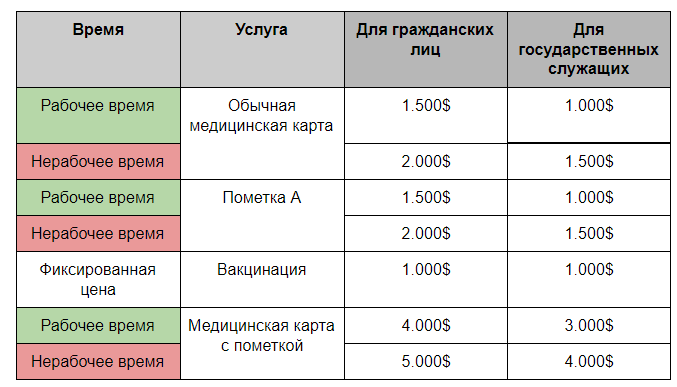 Время Услуга Для гражданских лиц Для государственных служащих
Рабочее время Обычная медицинская карта 1.500$ 1.000$
Нерабочее время 2.000$ 1.500$
Рабочее время Пометка А 1.500$ 1.000$
Нерабочее время 2.000$ 1.500$
Фиксированная цена Вакцинация 1.000$ 1.000$
Рабочее время Медицинская карта с пометкой 4.000$ 3.000$
Нерабочее время 5.000$ 4.000$